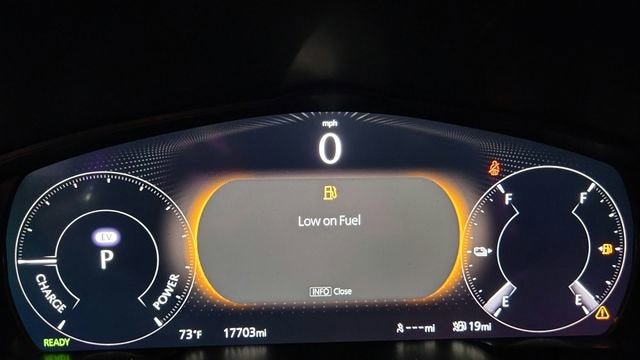 mph
0
Low on Fuel
INFO Close
EV
P
CHARGE
POWER
READY
F F
E E
73°F 17703mi ---mi 19mi